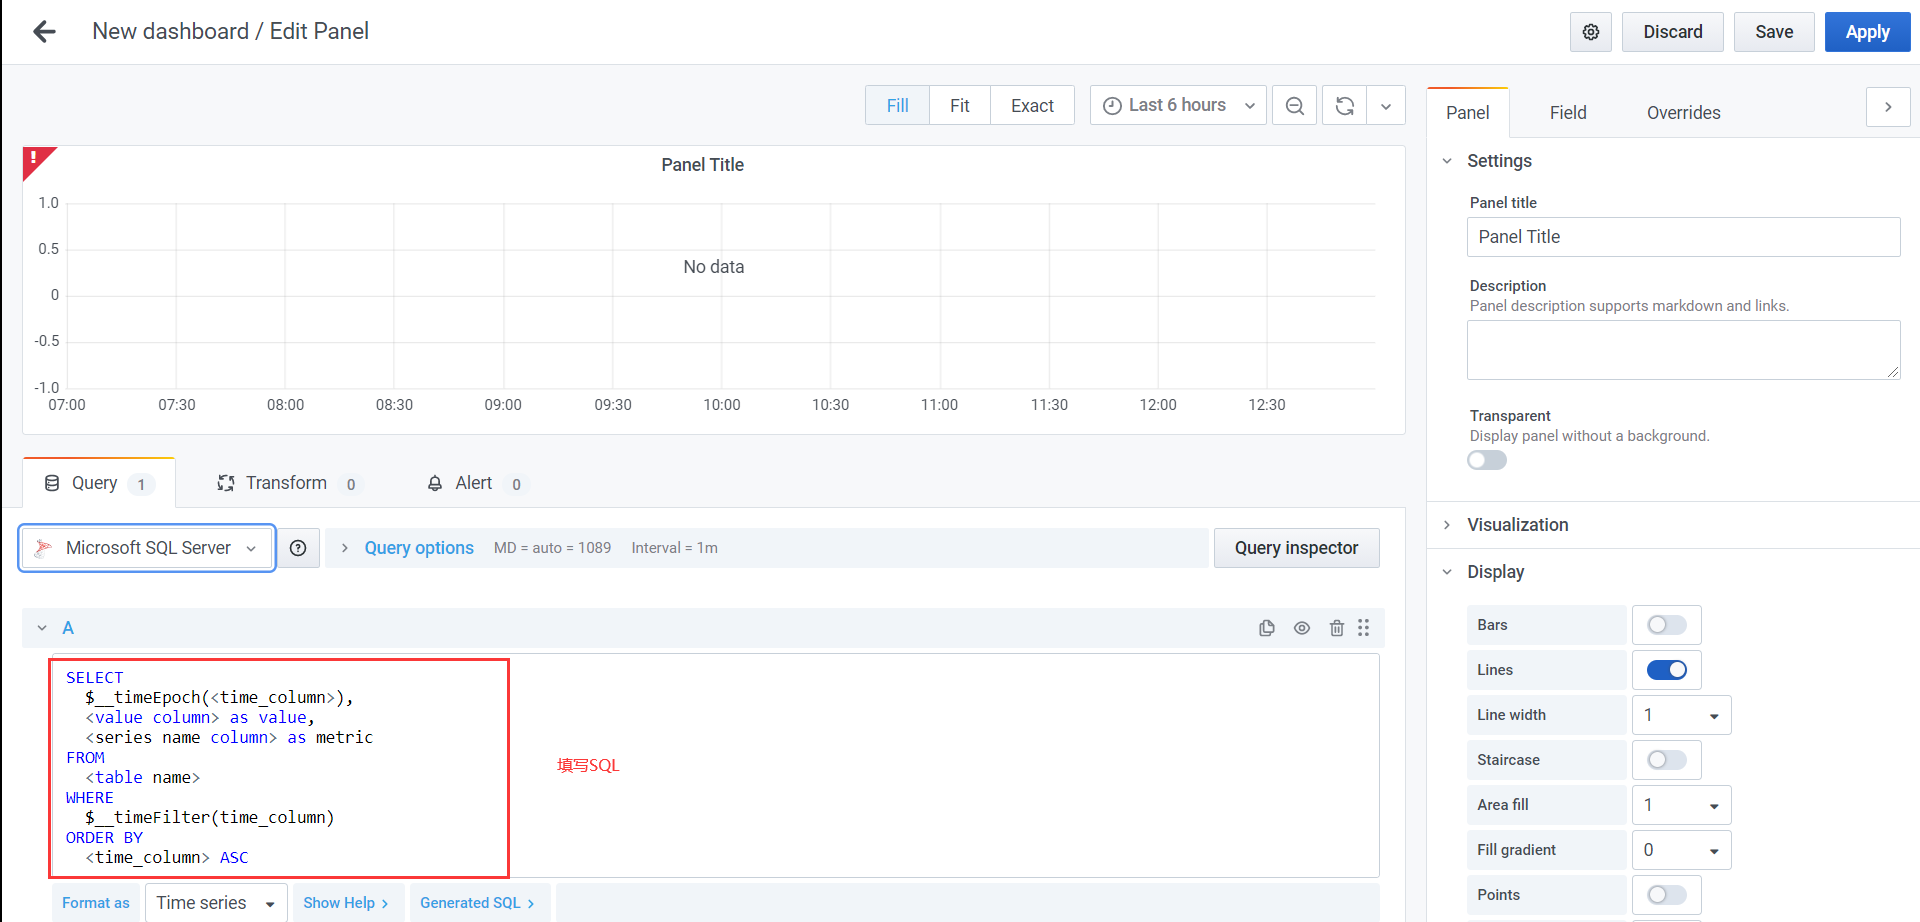 New dashboard / Edit Panel
Discard
Save
Apply
Fill
Fit
Exact
Last 6 hours
Panel
Field
Overrides
!
Panel Title
1.0
0.5
0
-0.5
-1.0
No data
07:00
07:30
08:00
08:30
09:00
09:30
10:00
10:30
11:00
11:30
12:00
12:30
Query 1
Transform 0
Alert 0
Microsoft SQL Server
Query options
MD = auto = 1089
Interval = 1m
Query inspector
A
SELECT
$__timeEpoch(<time_column>),
<value column> as value,
<series name column> as metric
FROM
<table name>
WHERE
$__timeFilter(time_column)
ORDER BY
<time_column> ASC
填写SQL
Format as
Time series
Show Help >
Generated SQL >
Settings
Panel title
Panel Title
Description
Panel description supports markdown and links.
Transparent
Display panel without a background.
Visualization
Display
Bars
Lines
Line width
1
Staircase
Area fill
1
Fill gradient
0
Points